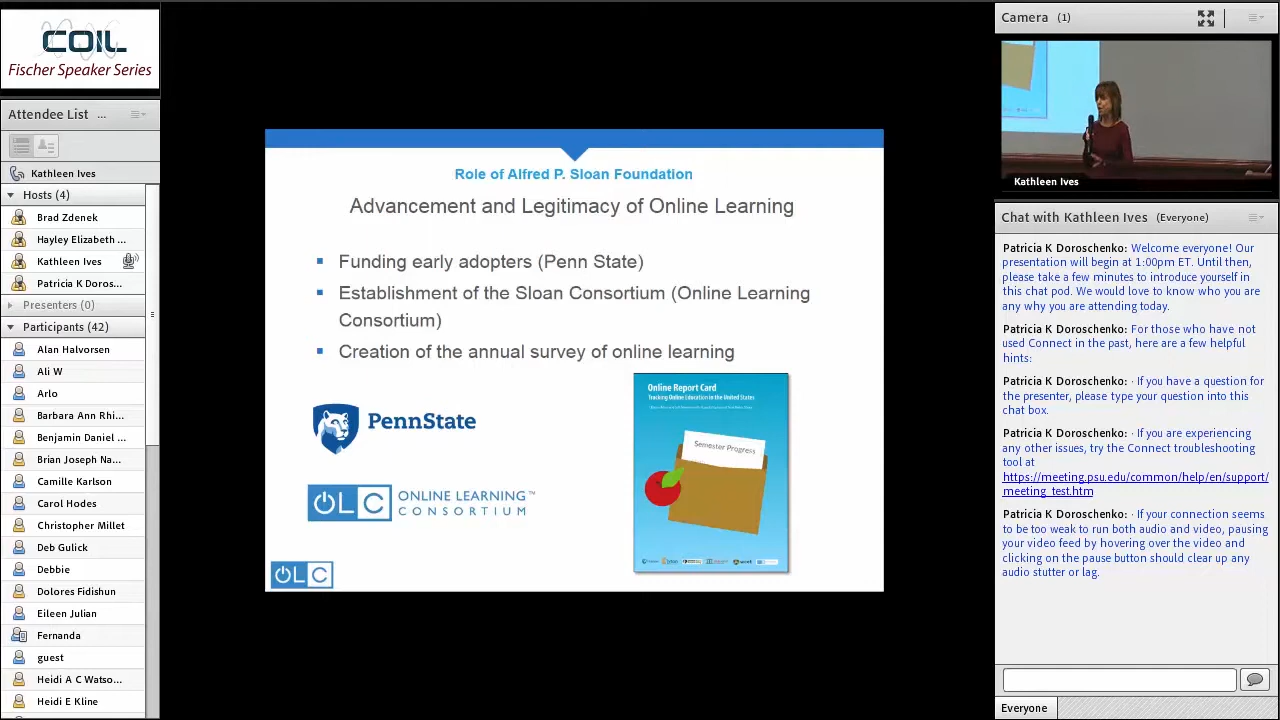 COIL
Fischer Speaker Series
Attendee List ...
Kathleen Ives
Hosts (4)
Brad Zdenek
Hayley Elizabeth ...
Kathleen Ives
Patricia K Doros...
Presenters (0)
Participants (42)
Alan Halvorsen
Ali W
Arlo
Barbara Ann Rhi...
Benjamin Daniel ...
Brian Joseph Na...
Camille Karlson
Carol Hodes
Christopher Millet
Deb Gulick
Debbie
Dolores Fidishun
Eileen Julian
Fernanda
guest
Heidi A C Watso...
Heidi E Kline
Role of Alfred P. Sloan Foundation
Advancement and Legitimacy of Online Learning
Funding early adopters (Penn State)
Establishment of the Sloan Consortium (Online Learning
Consortium)
Creation of the annual survey of online learning
PennState
OLC ONLINE LEARNING™
CONSORTIUM
OLC
Online Report Card
Tracking Online Education in the United States
Semester Progress
Camera (1)
Kathleen Ives
Chat with Kathleen Ives (Everyone)
Patricia K Doroschenko: Welcome everyone! Our
presentation will begin at 1:00pm ET. Until then,
please take a few minutes to introduce yourself in
this chat pod. We would love to know who you are
any why you are attending today.
Patricia K Doroschenko: For those who have not
used Connect in the past, here are a few helpful
hints:
Patricia K Doroschenko: · If you have a question for
the presenter, please type your question into this
chat box.
Patricia K Doroschenko: · If you are experiencing
any other issues, try the Connect troubleshooting
tool at
https://meeting.psu.edu/common/help/en/support/
meeting_test.htm
Patricia K Doroschenko: · If your connection seems
to be too weak to run both audio and video, pausing
your video feed by hovering over the video and
clicking on the pause button should clear up any
audio stutter or lag.
Everyone